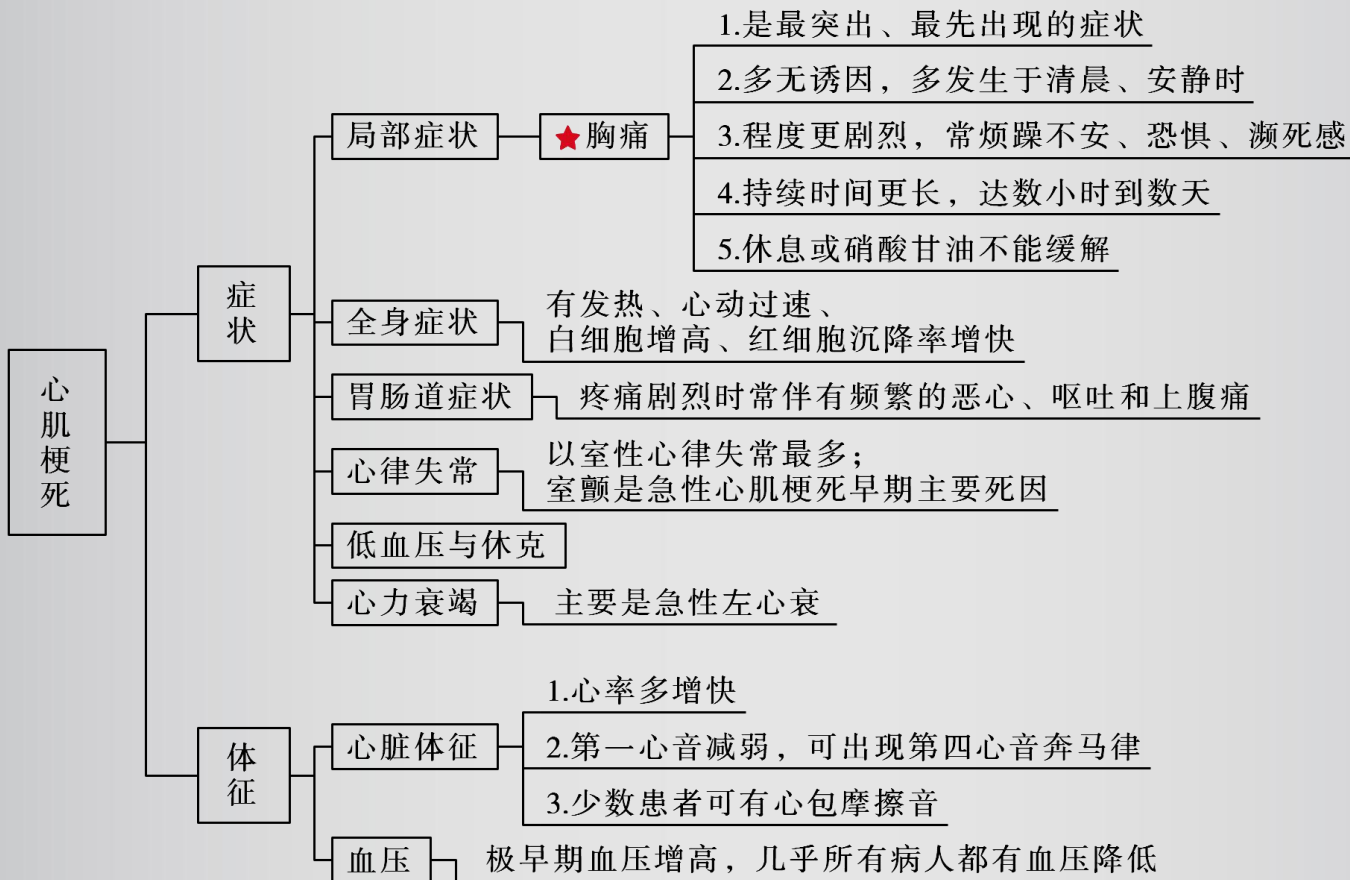 心肌梗死
症状
局部症状
★胸痛
1.是最突出、最先出现的症状
2.多无诱因，多发生于清晨、安静时
3.程度更剧烈，常烦躁不安、恐惧、濒死感
4.持续时间更长，达数小时到数天
5.休息或硝酸甘油不能缓解
全身症状
有发热、心动过速、
白细胞增高、红细胞沉降率增快
胃肠道症状
疼痛剧烈时常伴有频繁的恶心、呕吐和上腹痛
心律失常
以室性心律失常最多；
室颤是急性心肌梗死早期主要死因
低血压与休克
心力衰竭
主要是急性左心衰
体征
心脏体征
1.心率多增快
2.第一心音减弱，可出现第四心音奔马律
3.少数患者可有心包摩擦音
血压
极早期血压增高，几乎所有病人都有血压降低